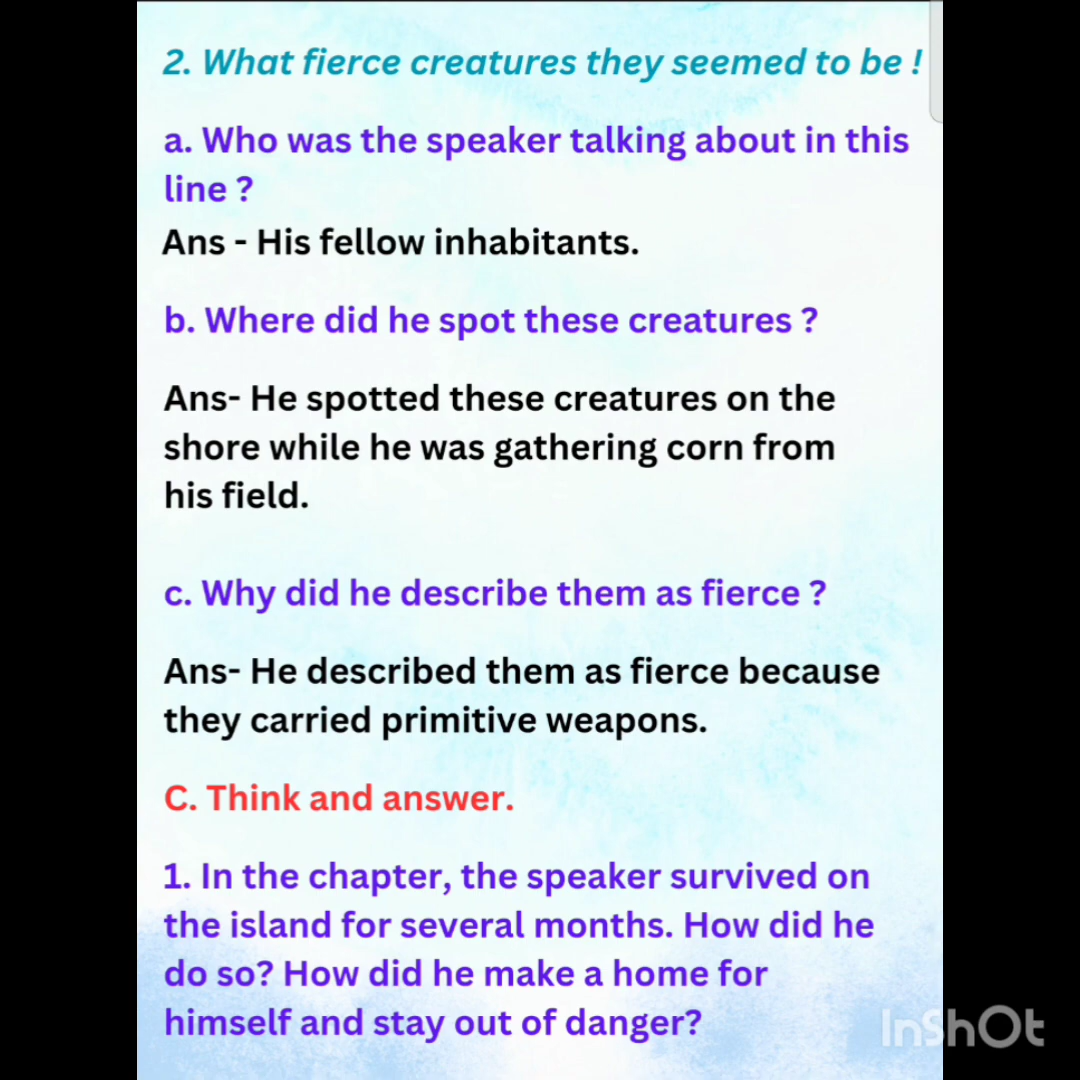 2. What fierce creatures they seemed to be !
a. Who was the speaker talking about in this
line ?
Ans - His fellow inhabitants.
b. Where did he spot these creatures ?
Ans- He spotted these creatures on the
shore while he was gathering corn from
his field.
c. Why did he describe them as fierce ?
Ans- He described them as fierce because
they carried primitive weapons.
C. Think and answer.
1. In the chapter, the speaker survived on
the island for several months. How did he
do so? How did he make a home for
himself and stay out of danger?
InShOt